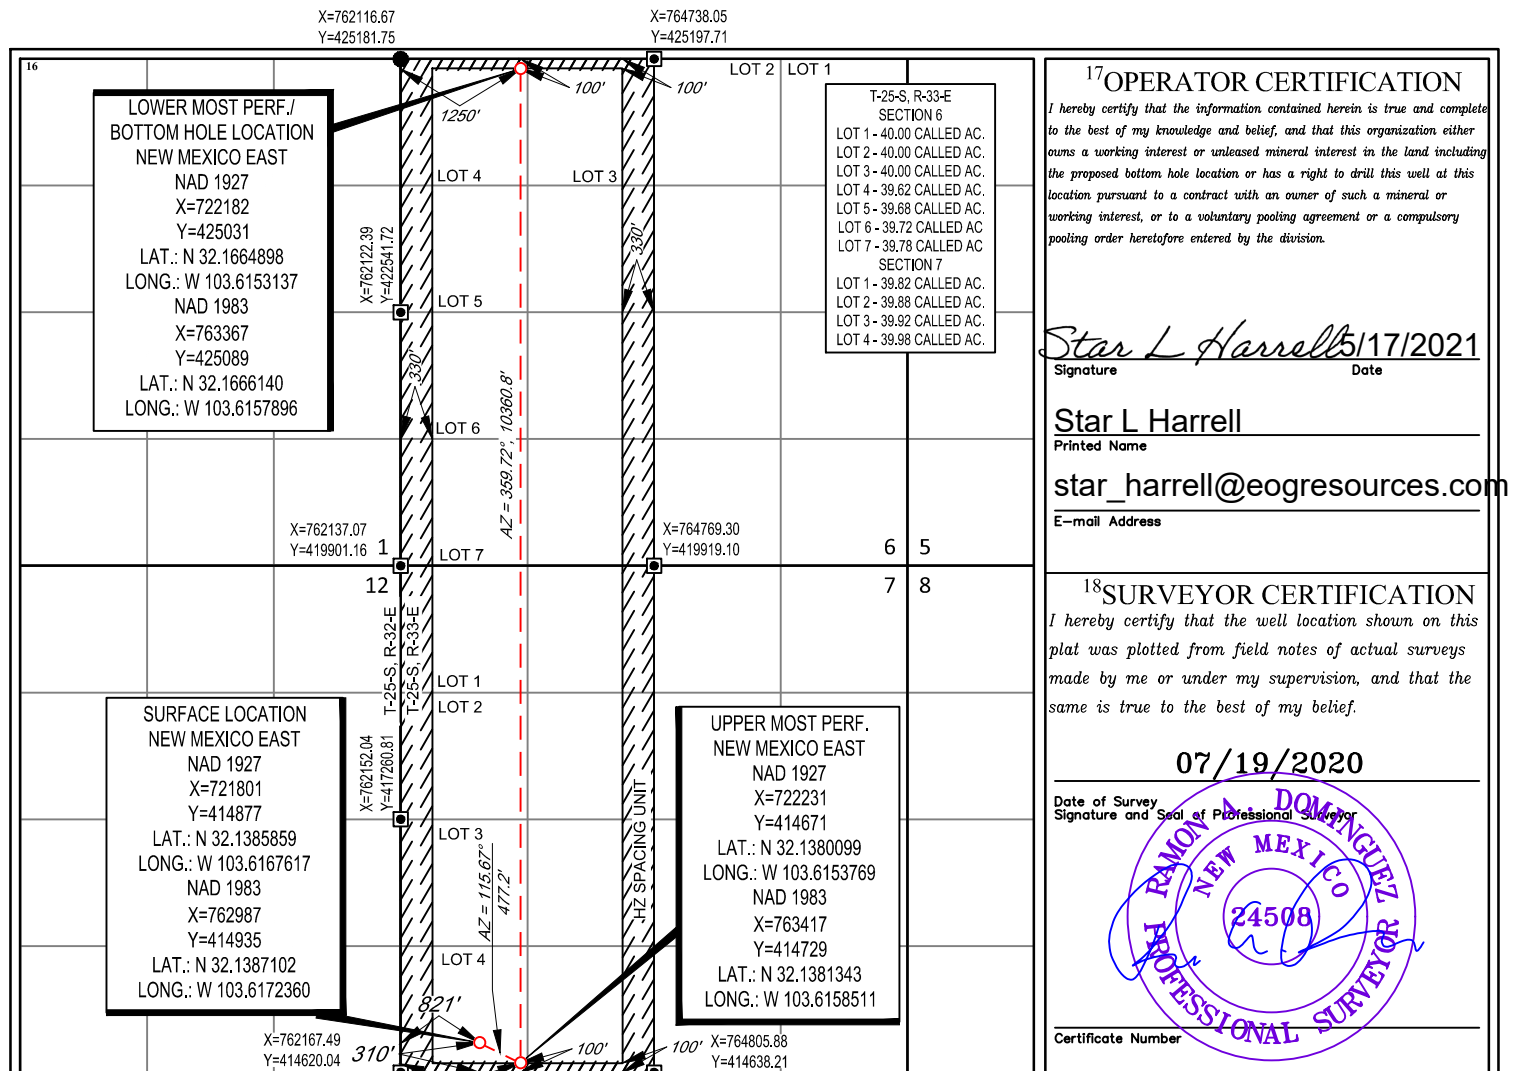 X=762116.67
Y=425181.75
X=764738.05
Y=425197.71
16
LOT 2 LOT 1
100'
100'
1250'
LOWER MOST PERF./
BOTTOM HOLE LOCATION
NEW MEXICO EAST
NAD 1927
X=722182
Y=425031
LAT.: N 32.1664898
LONG.: W 103.6153137
NAD 1983
X=763367
Y=425089
LAT.: N 32.1666140
LONG.: W 103.6157896
T-25-S, R-33-E
SECTION 6
LOT 1 - 40.00 CALLED AC.
LOT 2 - 40.00 CALLED AC.
LOT 3 - 40.00 CALLED AC.
LOT 4 - 39.62 CALLED AC.
LOT 5 - 39.68 CALLED AC.
LOT 6 - 39.72 CALLED AC
LOT 7 - 39.78 CALLED AC
SECTION 7
LOT 1 - 39.82 CALLED AC.
LOT 2 - 39.88 CALLED AC.
LOT 3 - 39.92 CALLED AC.
LOT 4 - 39.98 CALLED AC.
LOT 4
LOT 3
X=762122.39
Y=422541.72
330'
LOT 5
330'
LOT 6
AZ = 359.72°, 10360.8'
X=762137.07
Y=419901.16
X=764769.30
Y=419919.10
1
LOT 7
6 5
12
7 8
T-25-S, R-32-E
T-25-S, R-33-E
LOT 1
LOT 2
X=762152.04
Y=417260.81
SURFACE LOCATION
NEW MEXICO EAST
NAD 1927
X=721801
Y=414877
LAT.: N 32.1385859
LONG.: W 103.6167617
NAD 1983
X=762987
Y=414935
LAT.: N 32.1387102
LONG.: W 103.6172360
UPPER MOST PERF.
NEW MEXICO EAST
NAD 1927
X=722231
Y=414671
LAT.: N 32.1380099
LONG.: W 103.6153769
NAD 1983
X=763417
Y=414729
LAT.: N 32.1381343
LONG.: W 103.6158511
HZ SPACING UNIT
LOT 3
AZ = 115.67°
477.2'
LOT 4
821'
310'
100'
100'
X=762167.49
Y=414620.04
X=764805.88
Y=414638.21
17OPERATOR CERTIFICATION
I hereby certify that the information contained herein is true and complete
to the best of my knowledge and belief, and that this organization either
owns a working interest or unleased mineral interest in the land including
the proposed bottom hole location or has a right to drill this well at this
location pursuant to a contract with an owner of such a mineral or
working interest, or to a voluntary pooling agreement or a compulsory
pooling order heretofore entered by the division.
Star L Harrell 5/17/2021
Signature Date
Star L Harrell
Printed Name
star_harrell@eogresources.com
E-mail Address
18SURVEYOR CERTIFICATION
I hereby certify that the well location shown on this
plat was plotted from field notes of actual surveys
made by me or under my supervision, and that the
same is true to the best of my belief.
07/19/2020
Date of Survey
Signature and Seal of Professional Surveyor
RAMON A. DOMINGUEZ
NEW MEXICO
24508
PROFESSIONAL SURVEYOR
Certificate Number